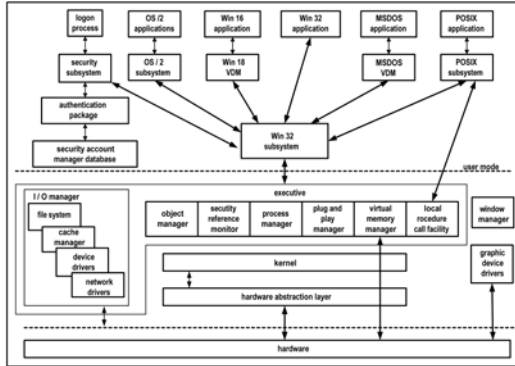 logon
process
OS /2
applications
Win 16
application
Win 32
application
MSDOS
application
POSIX
application
security
subsystem
OS / 2
subsystem
Win 18
VDM
MSDOS
VDM
POSIX
subsystem
authentication
package
Win 32
subsystem
security account
manager database
user mode
executive
I / O manager
file system
cache
manager
device
drivers
network
drivers
object
manager
secutity
reference
monitor
process
manager
plug and
play
manager
virtual
memory
manager
local
rocedure
call facility
window
manager
graphic
device
drivers
kernel
hardware abstraction layer
hardware